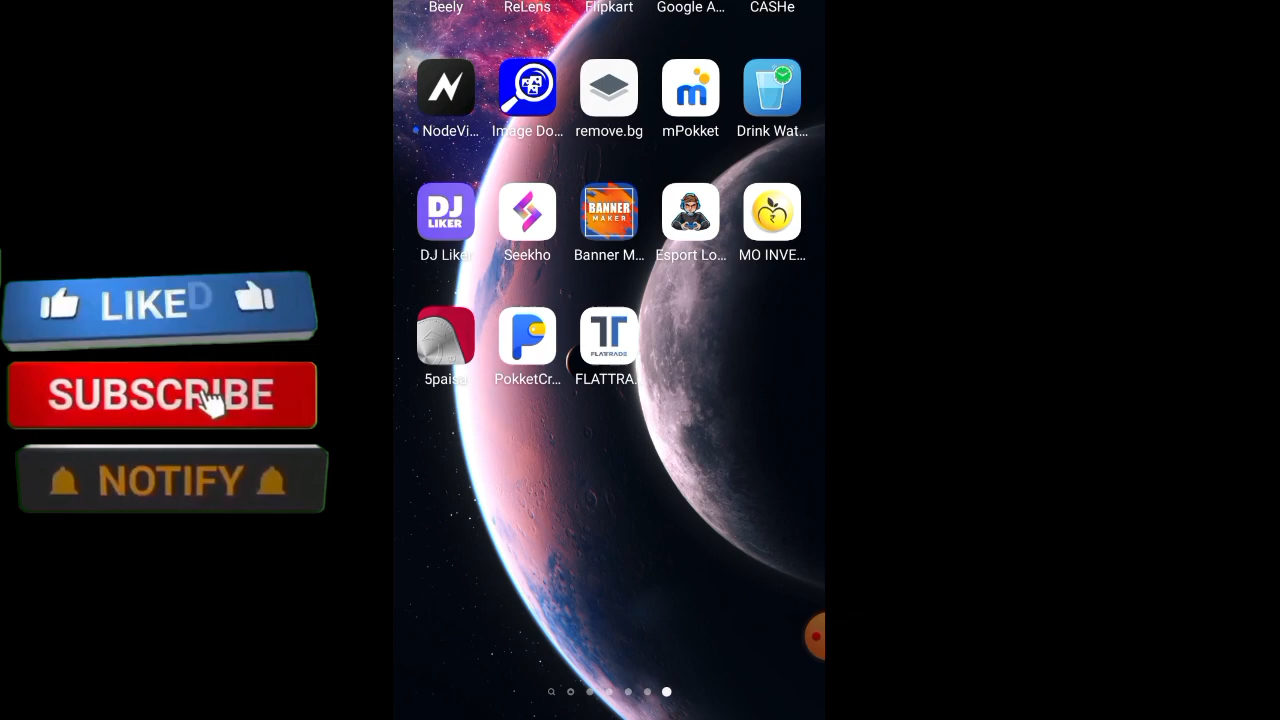 Beely ReLens Flipkart Google A... CASHe
NodeVi... Image Do... remove.bg mPokket Drink Wat...
DJ
LIKER
BANNER
MAKER
DJ Liker Seekho Banner M... Esport Lo... MO INVE...
LIKED
FLATTRADE
5paisa PokketCr... FLATTRA...
SUBSCRIBE
NOTIFY